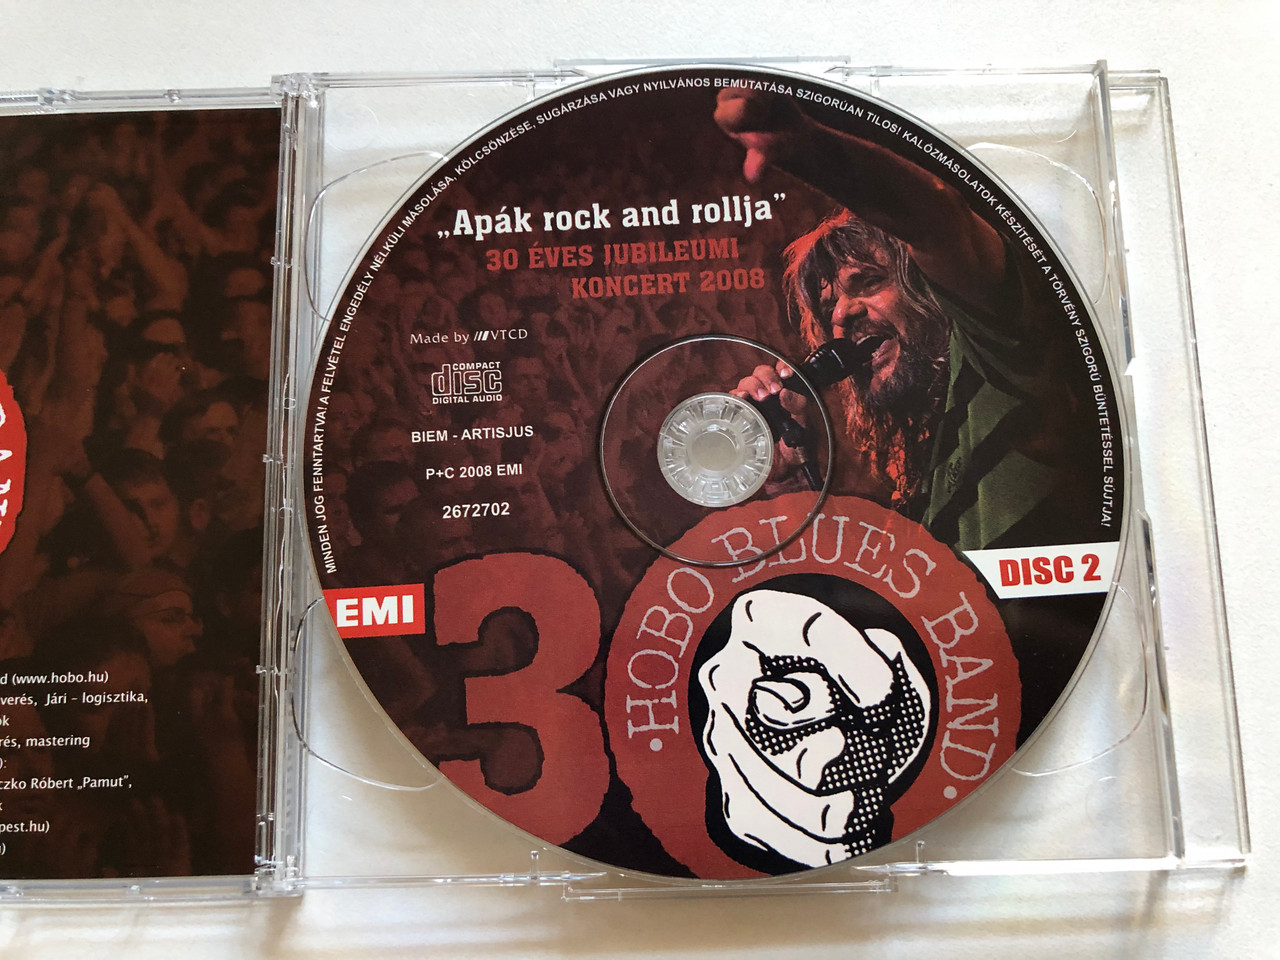 MINDEN JOG FENNTARTVA! A FELVÉTEL ENGEDÉLY NÉLKÜLI MÁSOLÁSA, KÖLCSÖNZÉSE, SUGÁRZÁSA VAGY NYILVÁNOS BEMUTATÁSA SZIGORÚAN TILOS! KALÓZMÁSOLATOK KÉSZÍTÉSÉT A TÖRVÉNY SZIGORÚ BÜNTETÉSSEL SÚJTJA!
„Apák rock and rollja”
30 ÉVES JUBILEUMI
KONCERT 2008
Made by VTCD
COMPACT
disc
DIGITAL AUDIO
BIEM - ARTISJUS
P+C 2008 EMI
2672702
EMI
DISC 2
30
• HOBO BLUES BAND •
d (www.hobo.hu)
verés, Jári – logisztika,
ok
rés, mastering
):
czko Róbert „Pamut”,
k
pest.hu)
)